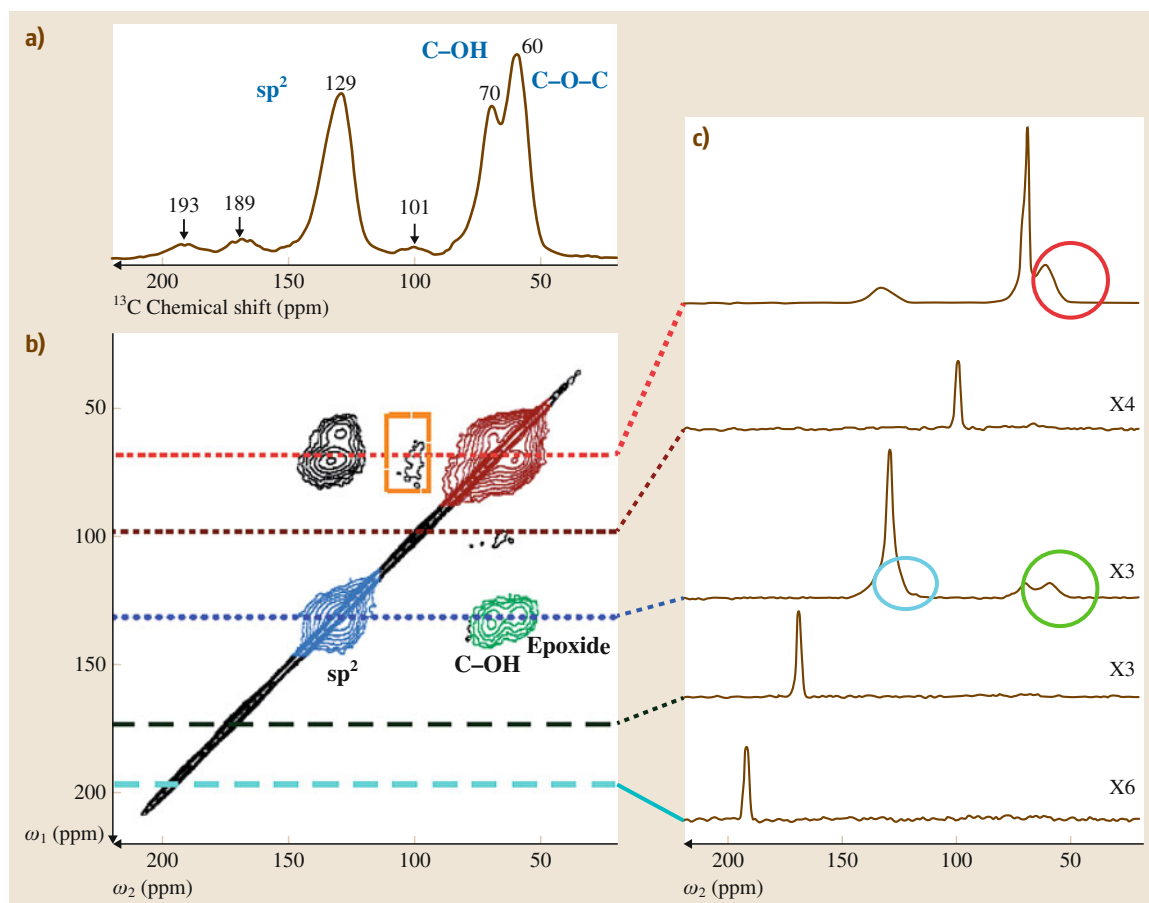 a)
sp²
129
C–OH
60
C–O–C
70
193
189
101
200 150 100 50
¹³C Chemical shift (ppm)
b)
50
100
150
200
ω₁ (ppm)
sp²
C–OH
Epoxide
200 150 100 50
ω₂ (ppm)
c)
X4
X3
X3
X6
200 150 100 50
ω₂ (ppm)